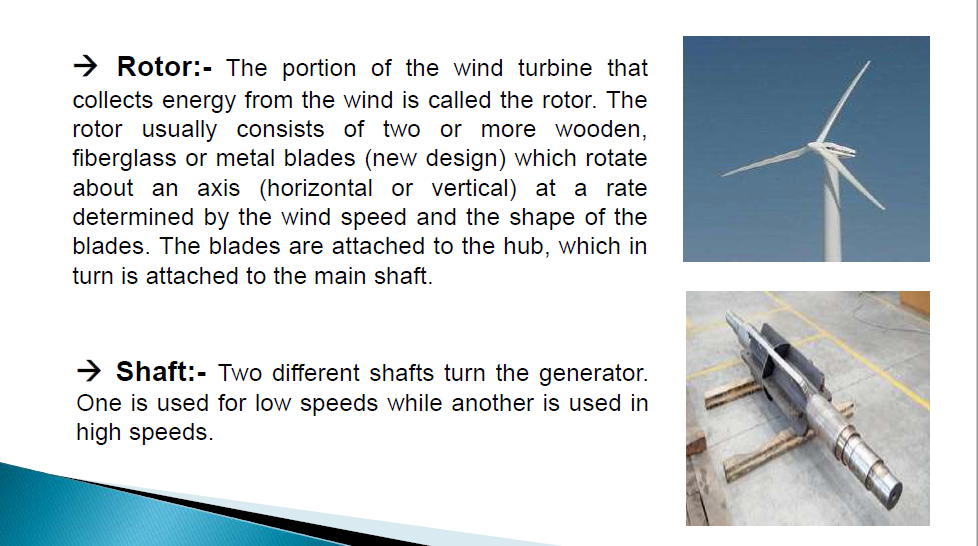 → Rotor:- The portion of the wind turbine that
collects energy from the wind is called the rotor. The
rotor usually consists of two or more wooden,
fiberglass or metal blades (new design) which rotate
about an axis (horizontal or vertical) at a rate
determined by the wind speed and the shape of the
blades. The blades are attached to the hub, which in
turn is attached to the main shaft.
→ Shaft:- Two different shafts turn the generator.
One is used for low speeds while another is used in
high speeds.